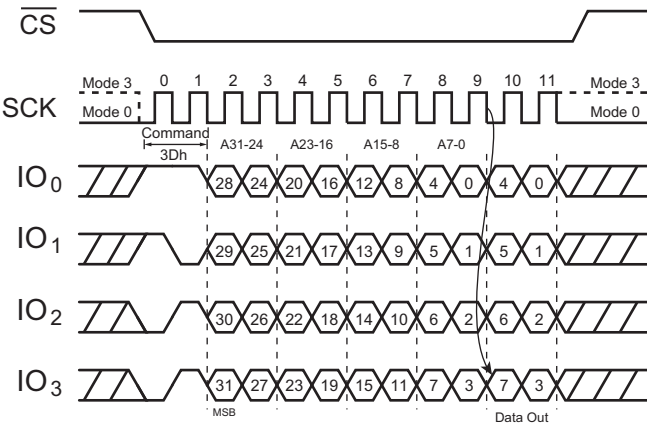 CS
Mode 3 0 1 2 3 4 5 6 7 8 9 10 11 Mode 3
SCK
Mode 0 Mode 0
Command A31-24 A23-16 A15-8 A7-0
3Dh
IO0 28 24 20 16 12 8 4 0 4 0
IO1 29 25 21 17 13 9 5 1 5 1
IO2 30 26 22 18 14 10 6 2 6 2
IO3 31 27 23 19 15 11 7 3 7 3
MSB
Data Out